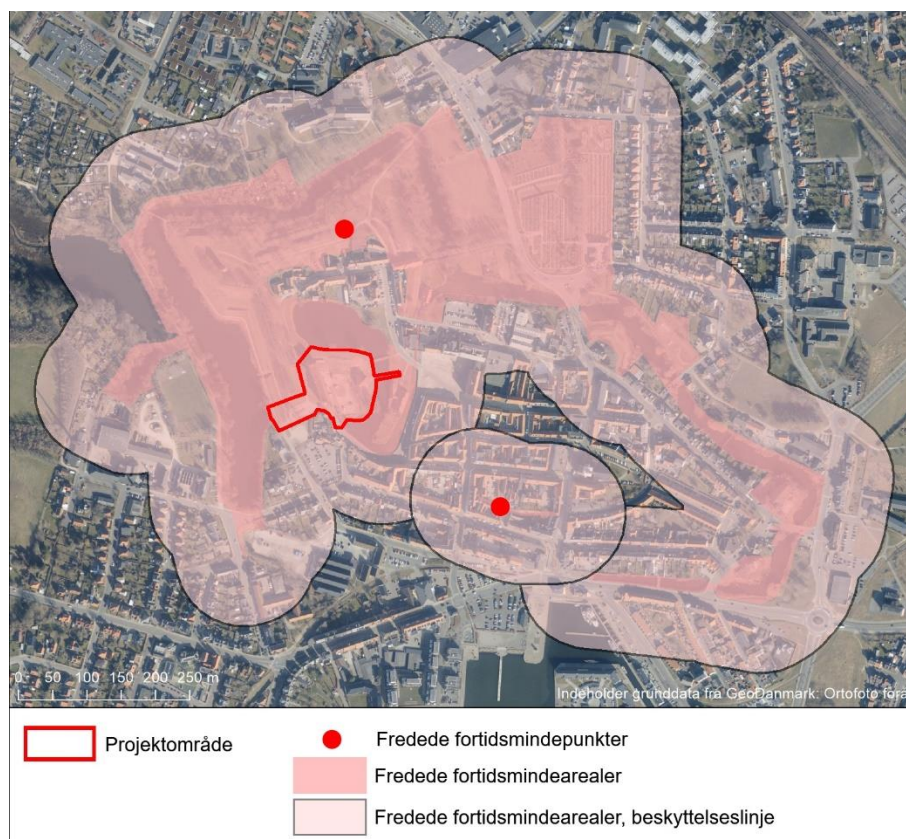 0 50 100 150 200 250 m
Indeholder grunddata fra GeoDanmark: Ortofoto fora
Projektområde
Fredede fortidsmindepunkter
Fredede fortidsmindearealer
Fredede fortidsmindearealer, beskyttelseslinje